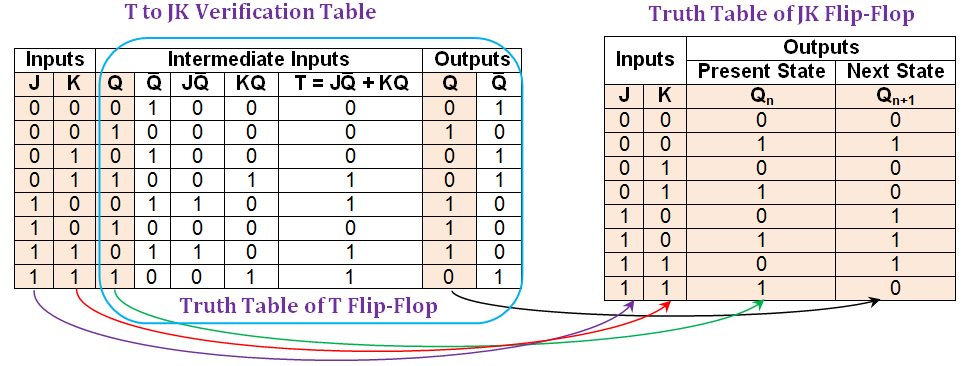 T to JK Verification Table
Inputs Intermediate Inputs Outputs
J K Q Q̅ JQ̅ KQ T = JQ̅ + KQ Q Q̅
0 0 0 1 0 0 0 0 1
0 0 1 0 0 0 0 1 0
0 1 0 1 0 0 0 0 1
0 1 1 0 0 1 1 0 1
1 0 0 1 1 0 1 1 0
1 0 1 0 0 0 0 1 0
1 1 0 1 1 0 1 1 0
1 1 1 0 0 1 1 0 1
Truth Table of T Flip-Flop
Truth Table of JK Flip-Flop
Inputs Outputs
Present State Next State
J K Qn Qn+1
0 0 0 0
0 0 1 1
0 1 0 0
0 1 1 0
1 0 0 1
1 0 1 1
1 1 0 1
1 1 1 0